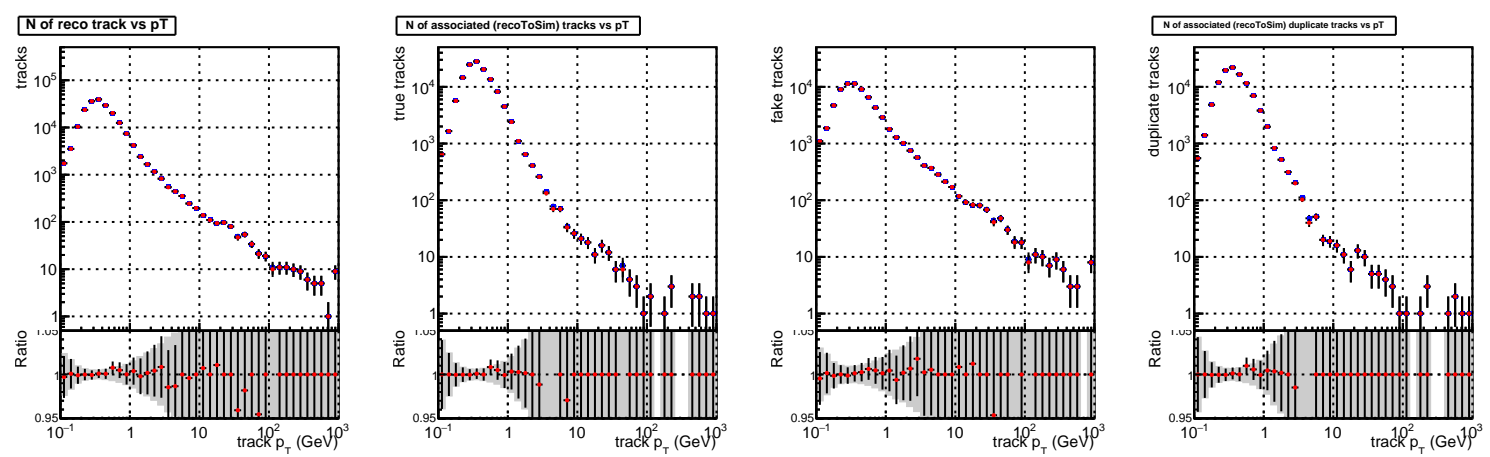 N of reco track vs pT
tracks
10^5
10^4
10^3
10^2
10
1
Ratio
1.05
1
0.95
10^-1 1 10 10^2 10^3
track p_T (GeV)
N of associated (recoToSim) tracks vs pT
true tracks
10^4
10^3
10^2
10
1
Ratio
1.05
1
0.95
10^-1 1 10 10^2 10^3
track p_T (GeV)
fake tracks
10^4
10^3
10^2
10
1
Ratio
1.05
1
0.95
10^-1 1 10 10^2 10^3
track p_T (GeV)
N of associated (recoToSim) duplicate tracks vs pT
duplicate tracks
10^4
10^3
10^2
10
1
Ratio
1.05
1
0.95
10^-1 1 10 10^2 10^3
track p_T (GeV)